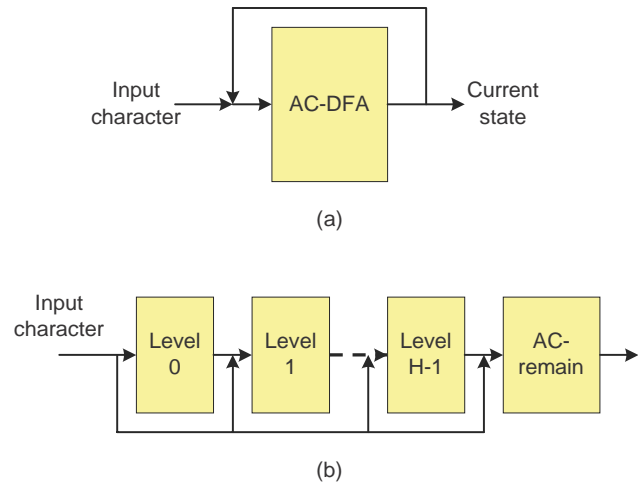 Input
character
AC-DFA
Current
state
(a)
Input
character
Level
0
Level
1
Level
H-1
AC-
remain
(b)